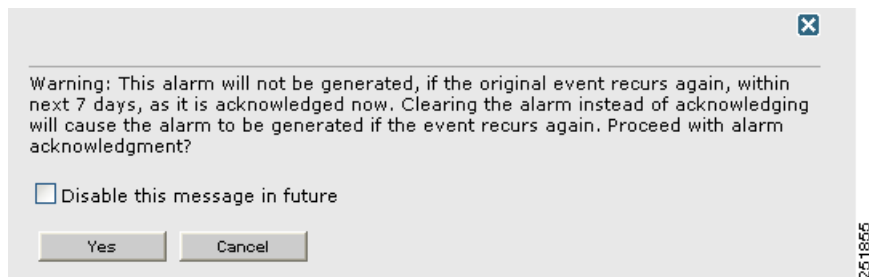 Warning: This alarm will not be generated, if the original event recurs again, within
next 7 days, as it is acknowledged now. Clearing the alarm instead of acknowledging
will cause the alarm to be generated if the event recurs again. Proceed with alarm
acknowledgment?
Disable this message in future
Yes Cancel
251855